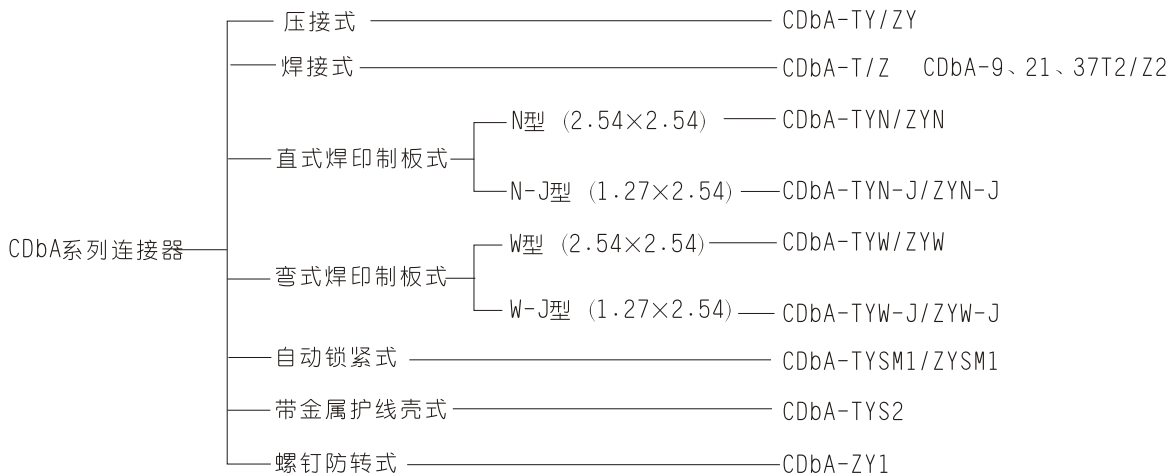 压接式 CDbA-TY/ZY
焊接式 CDbA-T/Z CDbA-9、21、37T2/Z2
N型 (2.54×2.54) CDbA-TYN/ZYN
直式焊印制板式
N-J型 (1.27×2.54) CDbA-TYN-J/ZYN-J
CDbA系列连接器
W型 (2.54×2.54) CDbA-TYW/ZYW
弯式焊印制板式
W-J型 (1.27×2.54) CDbA-TYW-J/ZYW-J
自动锁紧式 CDbA-TYSM1/ZYSM1
带金属护线壳式 CDbA-TYS2
螺钉防转式 CDbA-ZY1